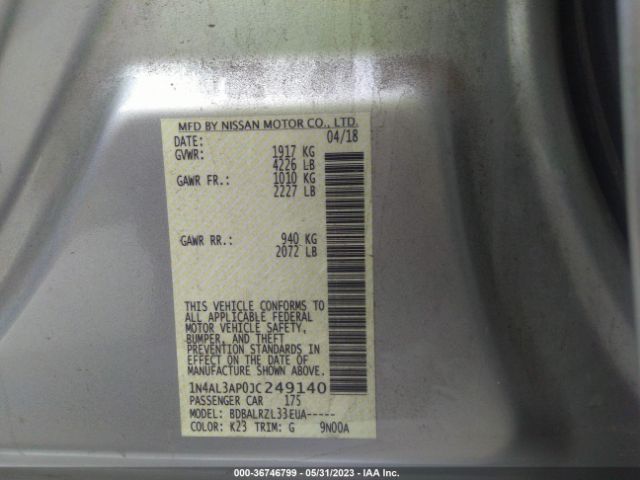 MFD BY NISSAN MOTOR CO., LTD.
DATE: 04/18
GVWR: 1917 KG
4226 LB
GAWR FR.: 1010 KG
2227 LB
GAWR RR.: 940 KG
2072 LB
THIS VEHICLE CONFORMS TO
ALL APPLICABLE FEDERAL
MOTOR VEHICLE SAFETY,
BUMPER, AND THEFT
PREVENTION STANDARDS IN
EFFECT ON THE DATE OF
MANUFACTURE SHOWN ABOVE.
1N4AL3AP0JC249140
PASSENGER CAR 175
MODEL: BDBALRZL33EUA-----
COLOR: K23 TRIM: G 9N00A
000-36746799 - 05/31/2023 - IAA Inc.